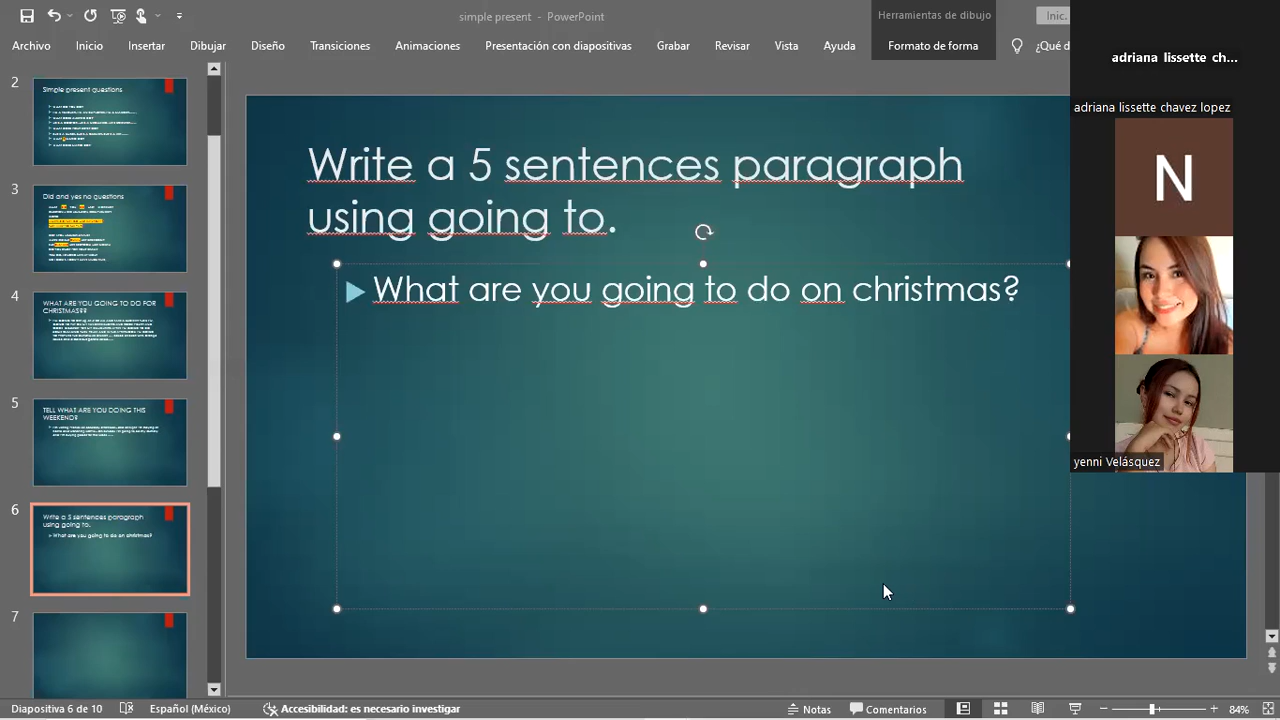 simple present - PowerPoint
Herramientas de dibujo
Inic.
Archivo
Inicio
Insertar
Dibujar
Diseño
Transiciones
Animaciones
Presentación con diapositivas
Grabar
Revisar
Vista
Ayuda
Formato de forma
¿Qué d
adriana lissette ch...
adriana lissette chavez lopez
N
yenni Velásquez
2
Simple present questions
3
Did and yes no questions
4
WHAT ARE YOU GOING TO DO FOR
CHRISTMAS??
5
TELL WHAT ARE YOU DOING THIS
WEEKEND?
6
Write a 5 sentences paragraph
using going to.
What are you going to do on christmas?
7
Write a 5 sentences paragraph
using going to.
What are you going to do on christmas?
Diapositiva 6 de 10
Español (México)
Accesibilidad: es necesario investigar
Notas
Comentarios
84%